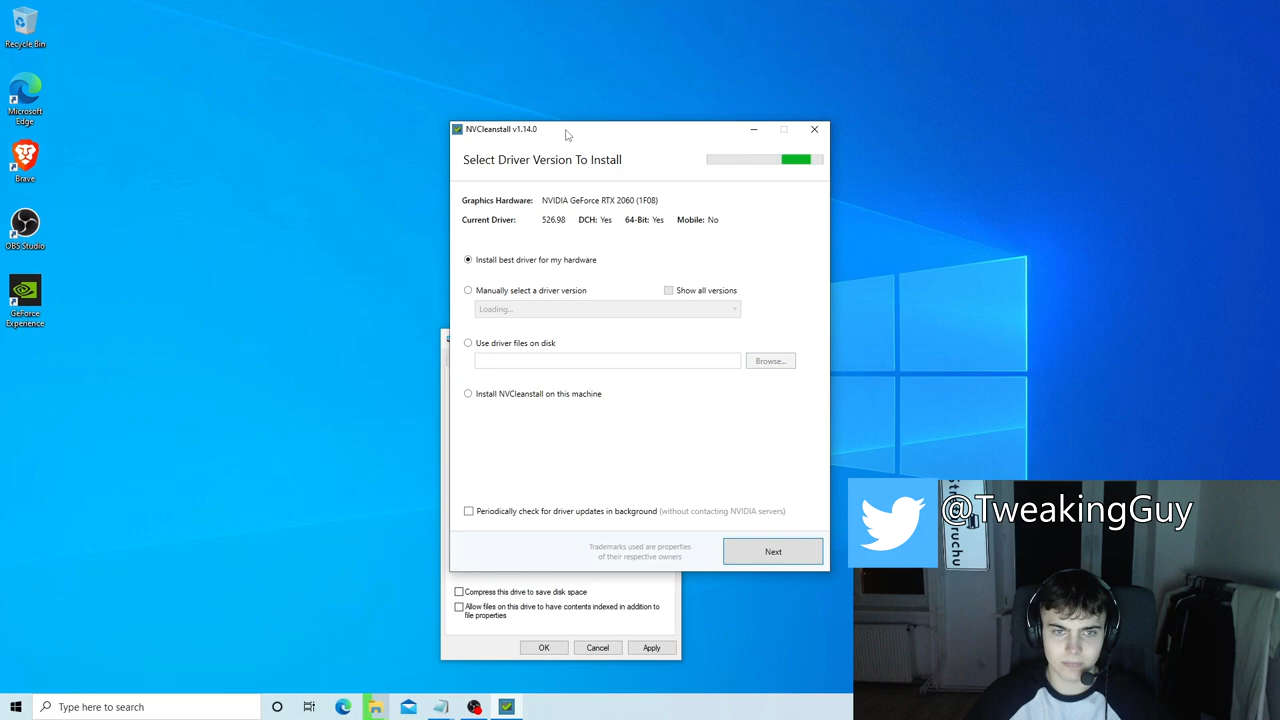 Recycle Bin
Microsoft
Edge
Brave
OBS Studio
GeForce
Experience
NVCleanstall v1.14.0
Select Driver Version To Install
Graphics Hardware: NVIDIA GeForce RTX 2060 (1F08)
Current Driver: 526.98 DCH: Yes 64-Bit: Yes Mobile: No
Install best driver for my hardware
Manually select a driver version Show all versions
Loading...
Use driver files on disk
Browse...
Install NVCleanstall on this machine
Periodically check for driver updates in background (without contacting NVIDIA servers)
Trademarks used are properties
of their respective owners
Next
Compress this drive to save disk space
Allow files on this drive to have contents indexed in addition to
file properties
OK Cancel Apply
@TweakingGuy
Type here to search